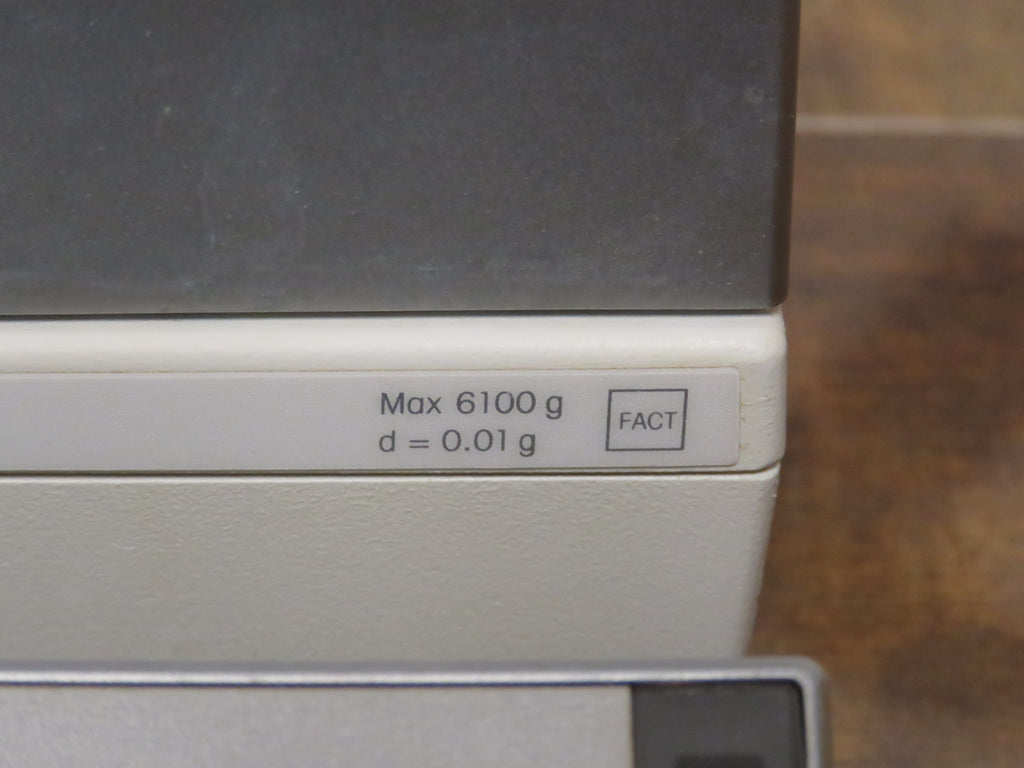 Max 6100 g
d = 0.01 g
FACT